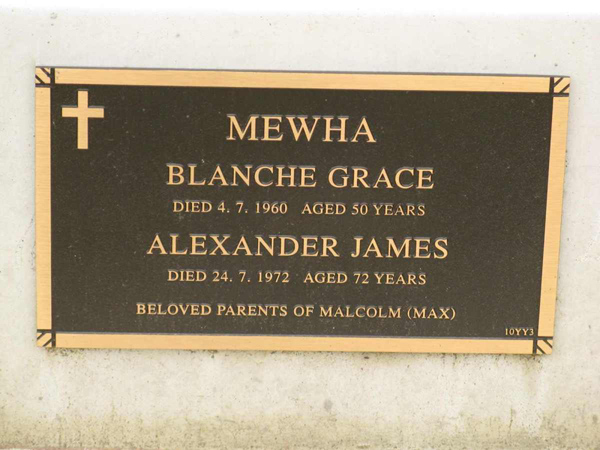 MEWHA
BLANCHE GRACE
DIED 4. 7. 1960 AGED 50 YEARS
ALEXANDER JAMES
DIED 24. 7. 1972 AGED 72 YEARS
BELOVED PARENTS OF MALCOLM (MAX)
10YY3